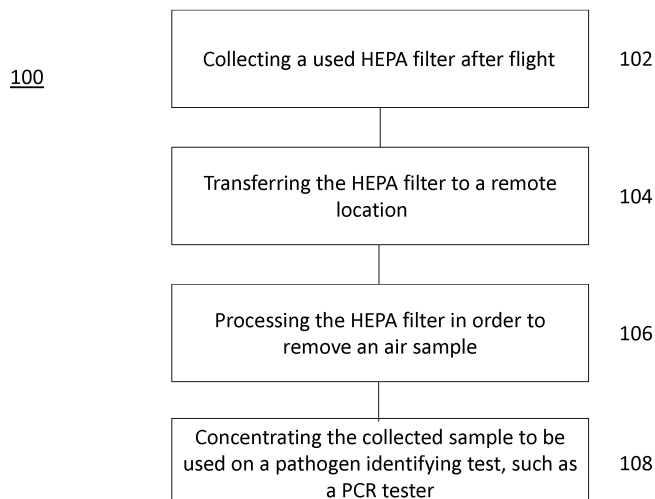 100
Collecting a used HEPA filter after flight
102
Transferring the HEPA filter to a remote
location
104
Processing the HEPA filter in order to
remove an air sample
106
Concentrating the collected sample to be
used on a pathogen identifying test, such as
a PCR tester
108